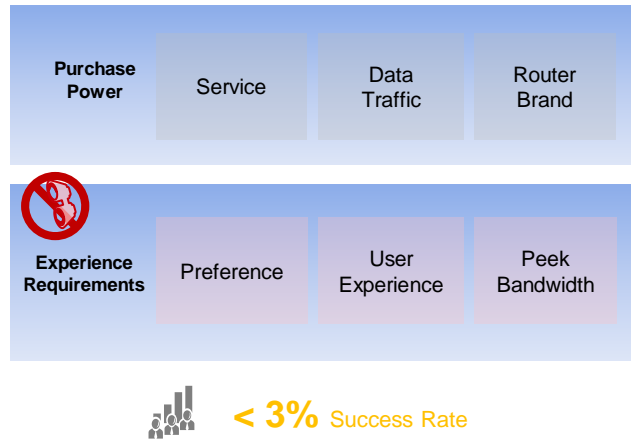 Purchase
Power
Service
Data
Traffic
Router
Brand
Experience
Requirements
Preference
User
Experience
Peek
Bandwidth
< 3% Success Rate